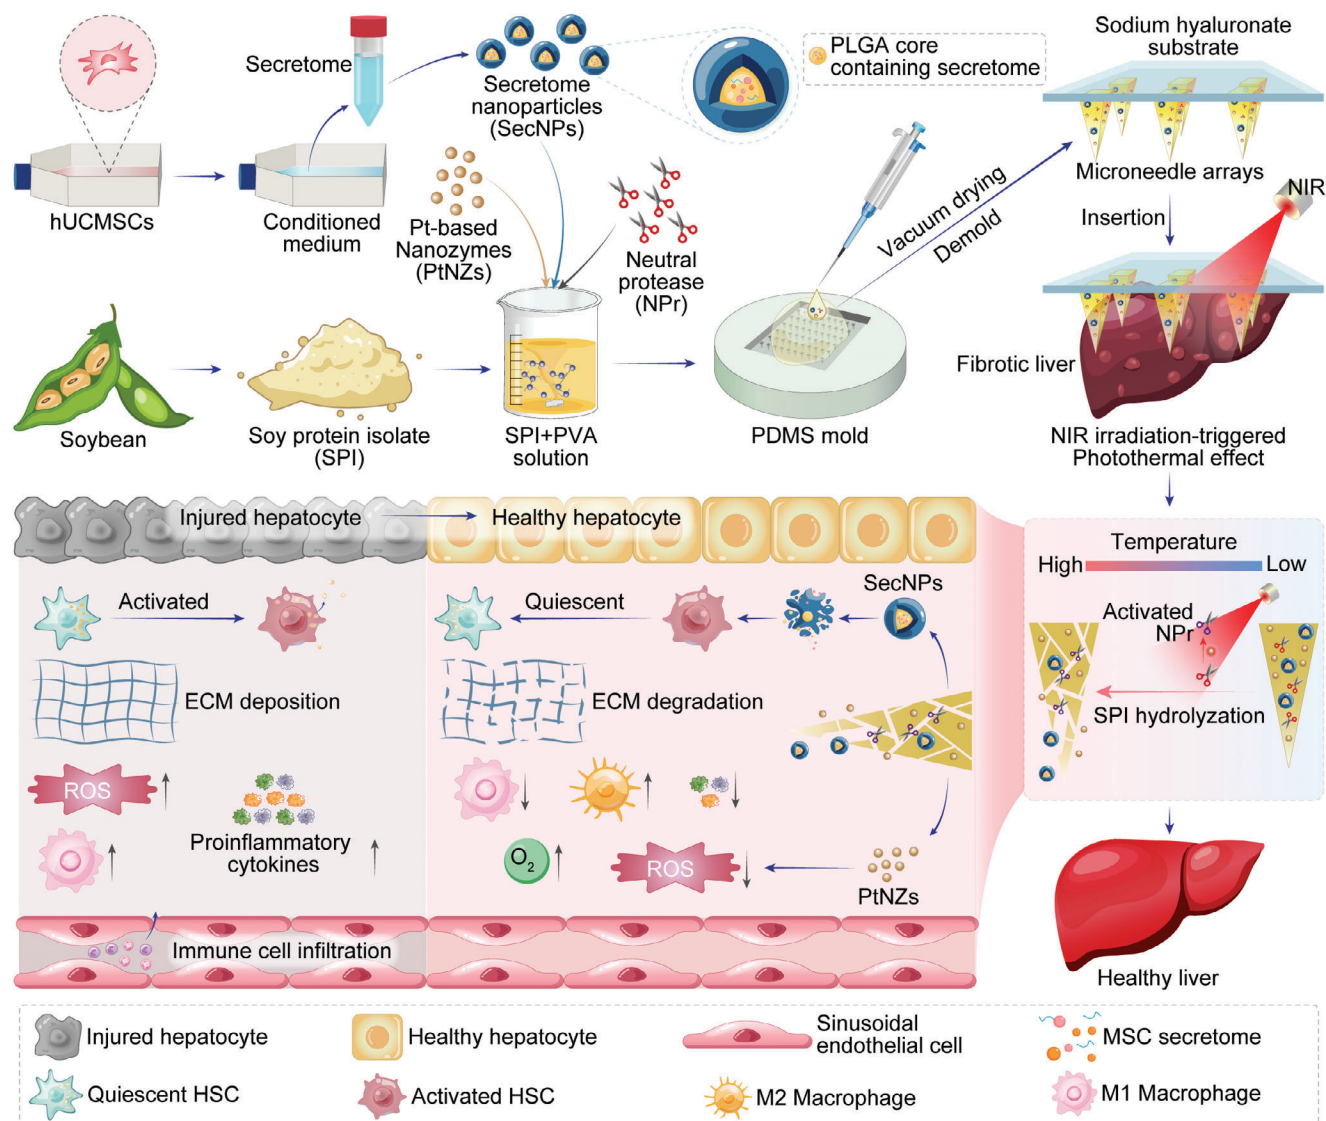 Secretome
hUCMSCs
Conditioned
medium
Secretome
nanoparticles
(SecNPs)
PLGA core
containing secretome
Pt-based
Nanozymes
(PtNZs)
Neutral
protease
(NPr)
Vacuum drying
Demold
Sodium hyaluronate
substrate
Microneedle arrays
Insertion
NIR
Fibrotic liver
NIR irradiation-triggered
Photothermal effect
Soybean
Soy protein isolate
(SPI)
SPI+PVA
solution
PDMS mold
Injured hepatocyte
Healthy hepatocyte
Activated
ECM deposition
ROS
Proinflammatory
cytokines
Immune cell infiltration
Quiescent
SecNPs
ECM degradation
O2
ROS
PtNZs
Temperature
High
Low
Activated
NPr
SPI hydrolyzation
Healthy liver
Injured hepatocyte
Healthy hepatocyte
Sinusoidal
endothelial cell
MSC secretome
Quiescent HSC
Activated HSC
M2 Macrophage
M1 Macrophage